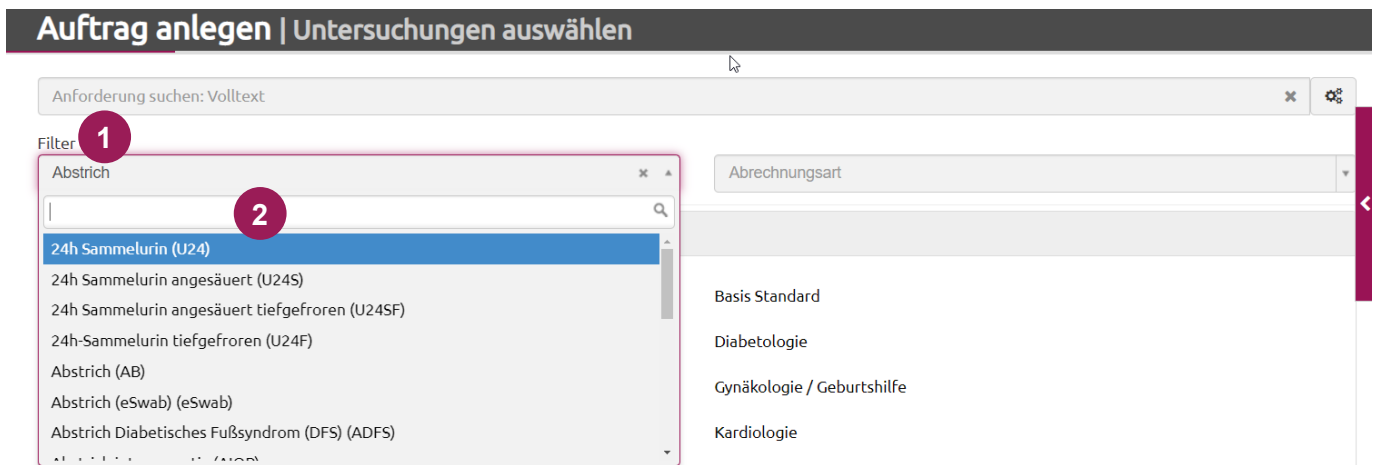 Auftrag anlegen | Untersuchungen auswählen
Anforderung suchen: Volltext
Filter
1
Abstrich
Abrechnungsart
2
24h Sammelurin (U24)
24h Sammelurin angesäuert (U24S)
24h Sammelurin angesäuert tiefgefroren (U24SF)
24h-Sammelurin tiefgefroren (U24F)
Abstrich (AB)
Abstrich (eSwab) (eSwab)
Abstrich Diabetisches Fußsyndrom (DFS) (ADFS)
Basis Standard
Diabetologie
Gynäkologie / Geburtshilfe
Kardiologie